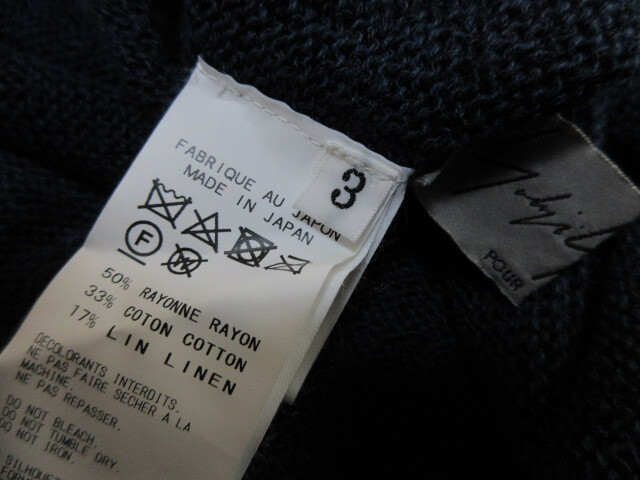 FABRIQUE AU JAPON
MADE IN JAPAN
3
F
50% RAYONNE RAYON
33% COTON COTTON
17% LIN LINEN
DECOLORANTS INTERDITS.
NE PAS FAIRE SECHER À LA
MACHINE.
NE PAS REPASSER.
DO NOT BLEACH.
DO NOT TUMBLE DRY.
DO NOT IRON.
POUR